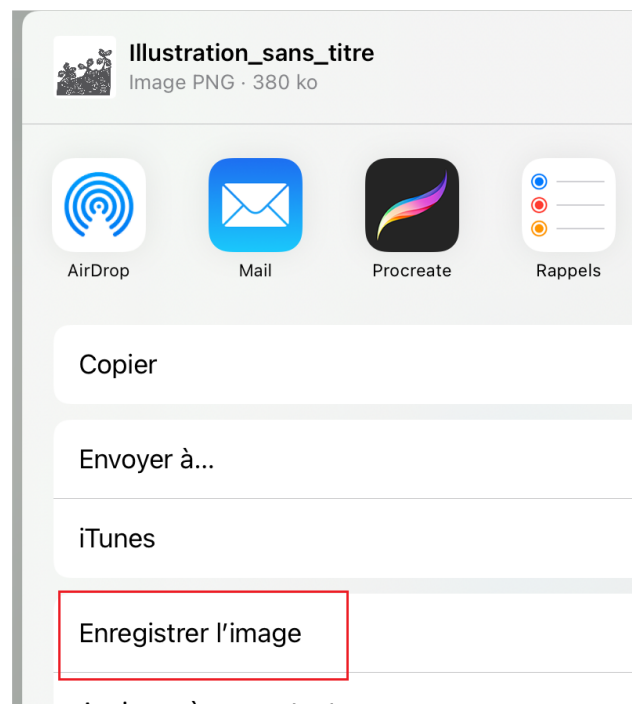 Illustration_sans_titre
Image PNG · 380 ko
AirDrop
Mail
Procreate
Rappels
Copier
Envoyer à...
iTunes
Enregistrer l’image